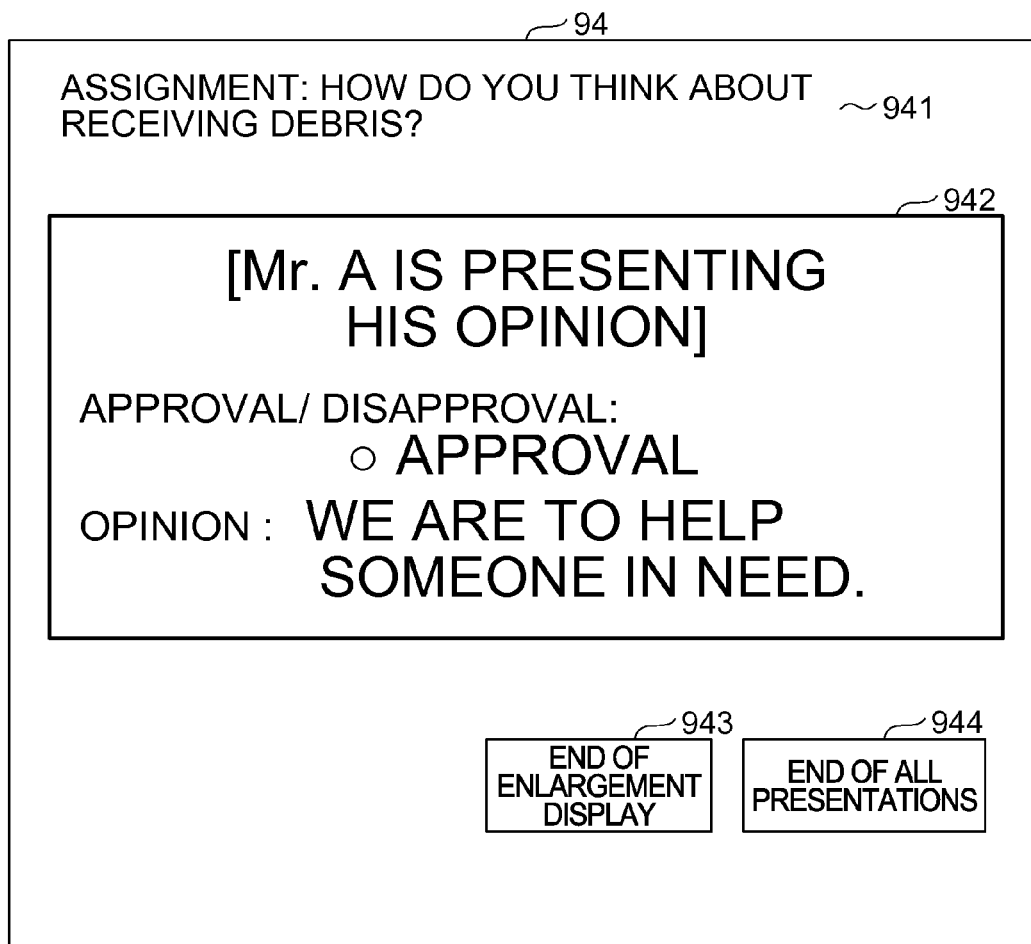 94
ASSIGNMENT: HOW DO YOU THINK ABOUT
RECEIVING DEBRIS?
941
942
[Mr. A IS PRESENTING
HIS OPINION]
APPROVAL/ DISAPPROVAL:
○ APPROVAL
OPINION : WE ARE TO HELP
SOMEONE IN NEED.
943
END OF
ENLARGEMENT
DISPLAY
944
END OF ALL
PRESENTATIONS